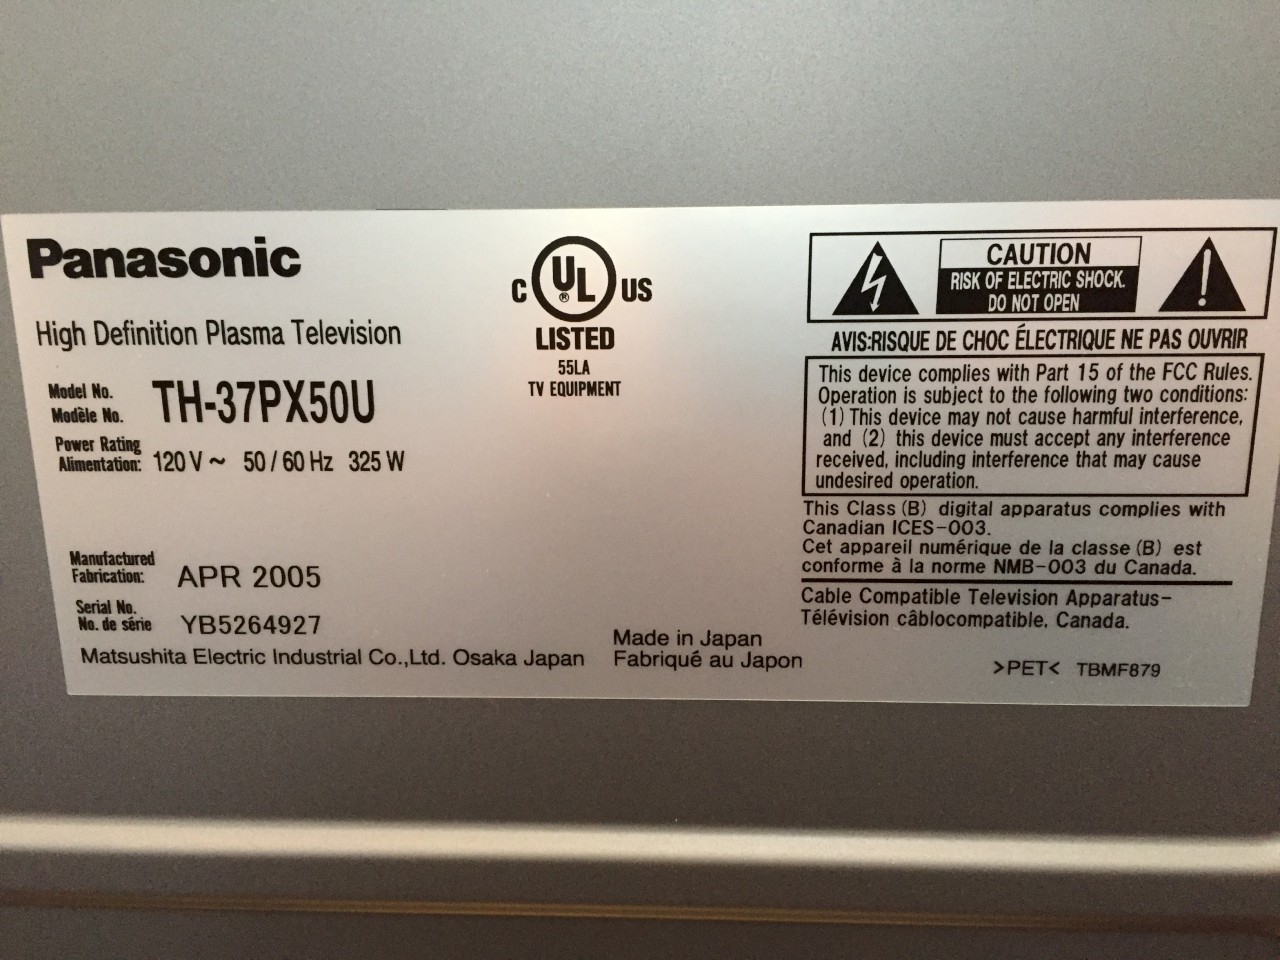 Panasonic
High Definition Plasma Television
Model No.
Modèle No. TH-37PX50U
Power Rating
Alimentation: 120 V ~ 50 / 60 Hz 325 W
Manufactured
Fabrication: APR 2005
Serial No.
No. de série YB5264927
Matsushita Electric Industrial Co.,Ltd. Osaka Japan
Made in Japan
Fabriqué au Japon
C UL ® US
LISTED
55LA
TV EQUIPMENT
CAUTION
RISK OF ELECTRIC SHOCK.
DO NOT OPEN
AVIS:RISQUE DE CHOC ÉLECTRIQUE NE PAS OUVRIR
This device complies with Part 15 of the FCC Rules.
Operation is subject to the following two conditions:
(1) This device may not cause harmful interference,
and (2) this device must accept any interference
received, including interference that may cause
undesired operation.
This Class (B) digital apparatus complies with
Canadian ICES-003.
Cet appareil numérique de la classe (B) est
conforme à la norme NMB-003 du Canada.
Cable Compatible Television Apparatus-
Télévision câblocompatible, Canada.
>PET< TBMF879